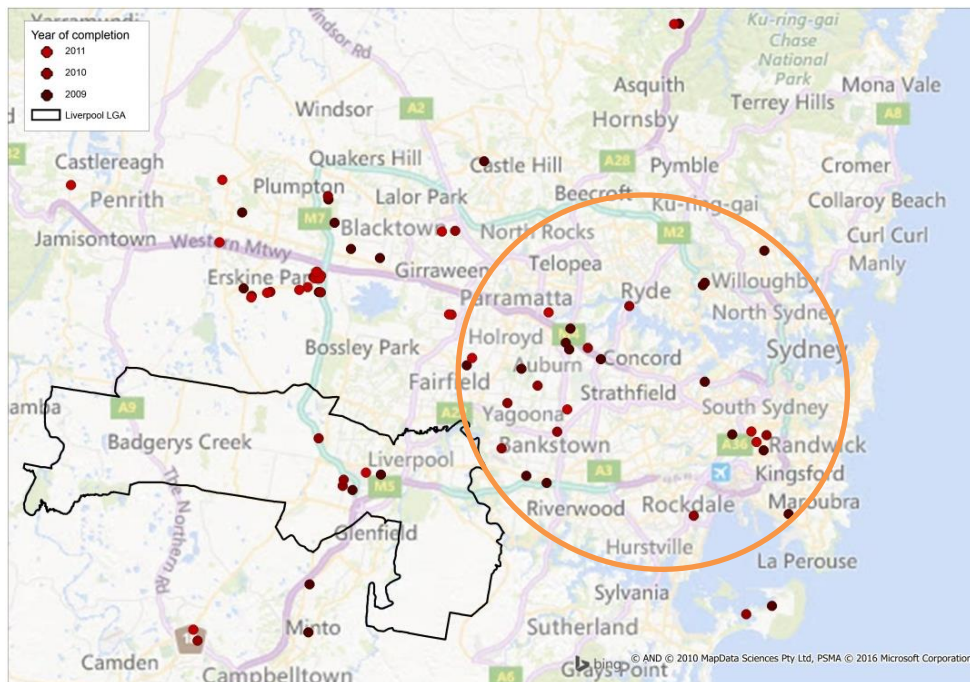 Yarramundi
Windsor Rd
Ku-ring-gai
Chase
National
Park
Year of completion
2011
2010
2009
Liverpool LGA
Asquith
Mona Vale
Windsor
A2
Terrey Hills
A8
Hornsby
32
Castlereagh
Quakers Hill
Castle Hill
A28
Pymble
Cromer
Penrith
Plumpton
Lalor Park
Beecroft
Collaroy Beach
Ku-ring-gai
M7
Blacktown
North Rocks
M2
Curl Curl
Jamisontown
Western Mtwy
Manly
Girraween
Telopea
Willoughby
Erskine Park
Parramatta
Ryde
North Sydney
Holroyd
Bossley Park
Sydney
Auburn
Concord
Fairfield
Strathfield
A9
Yagoona
South Sydney
Badgerys Creek
Bankstown
Randwick
Liverpool
A3
Kingsford
M5
The Northern Rd
Riverwood
Rockdale
Maroubra
Glenfield
Hurstville
La Perouse
Sylvania
Minto
Sutherland
Camden
Campbelltown
A6
Grays Point
bing
© AND © 2010 MapData Sciences Pty Ltd, PSMA © 2016 Microsoft Corporation